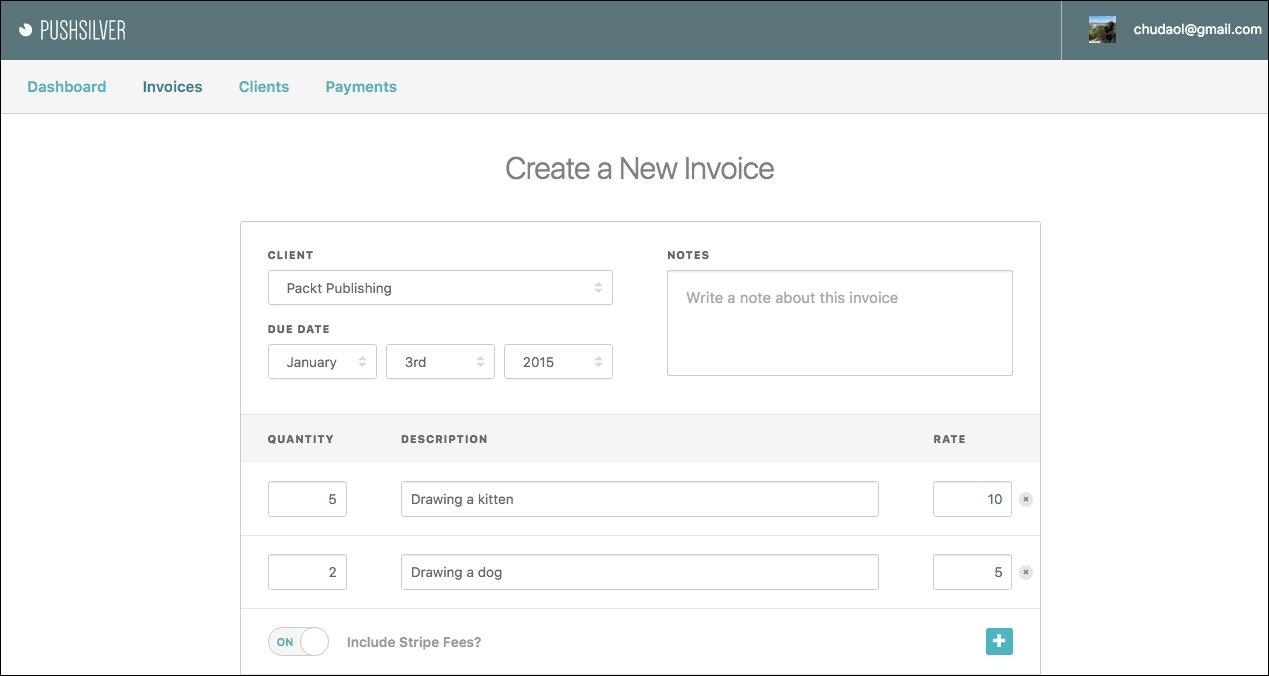 PUSHSILVER
chudaol@gmail.com
Dashboard Invoices Clients Payments
Create a New Invoice
CLIENT
Packt Publishing
DUE DATE
January 3rd 2015
NOTES
Write a note about this invoice
QUANTITY DESCRIPTION RATE
5 Drawing a kitten 10
2 Drawing a dog 5
ON Include Stripe Fees?